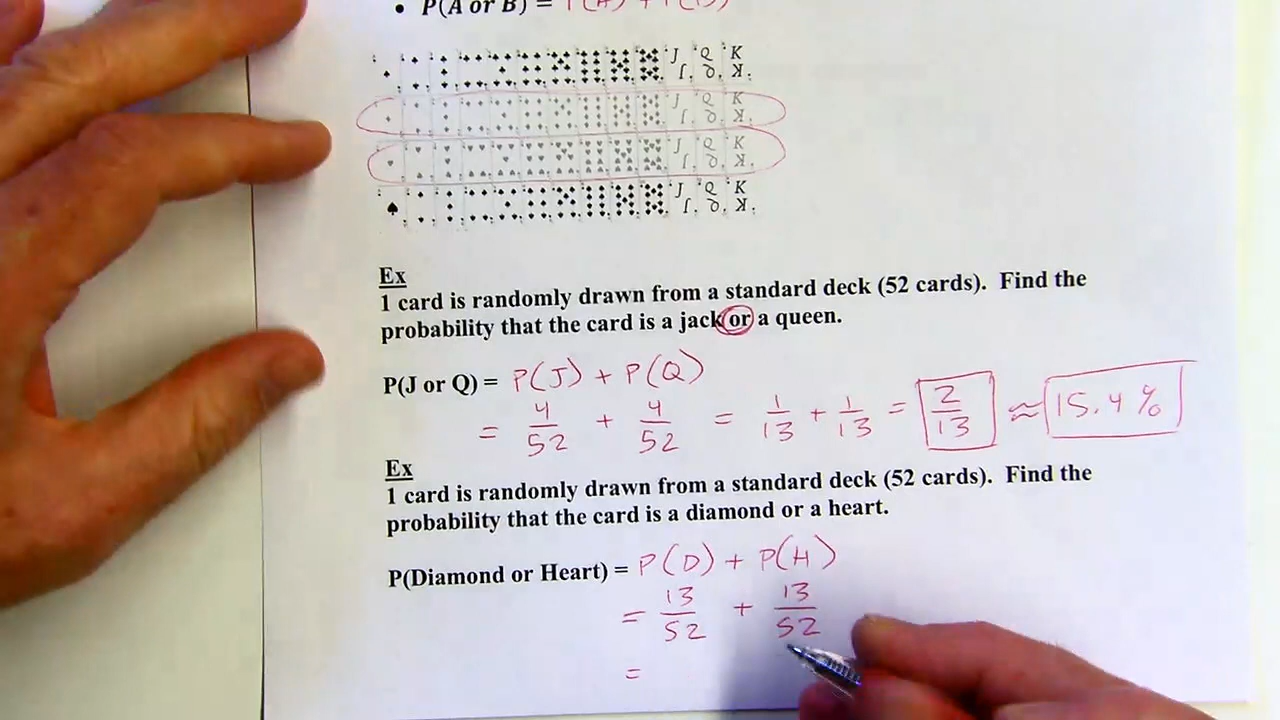 • P(A or B) = P(A) + P(B)
J Q K
J Q K
J Q K
J Q K
Ex
1 card is randomly drawn from a standard deck (52 cards). Find the
probability that the card is a jack or a queen.
P(J or Q) = P(J) + P(Q)
= 4/52 + 4/52 = 1/13 + 1/13 = 2/13 ≈ 15.4%
Ex
1 card is randomly drawn from a standard deck (52 cards). Find the
probability that the card is a diamond or a heart.
P(Diamond or Heart) = P(D) + P(H)
= 13/52 + 13/52
=